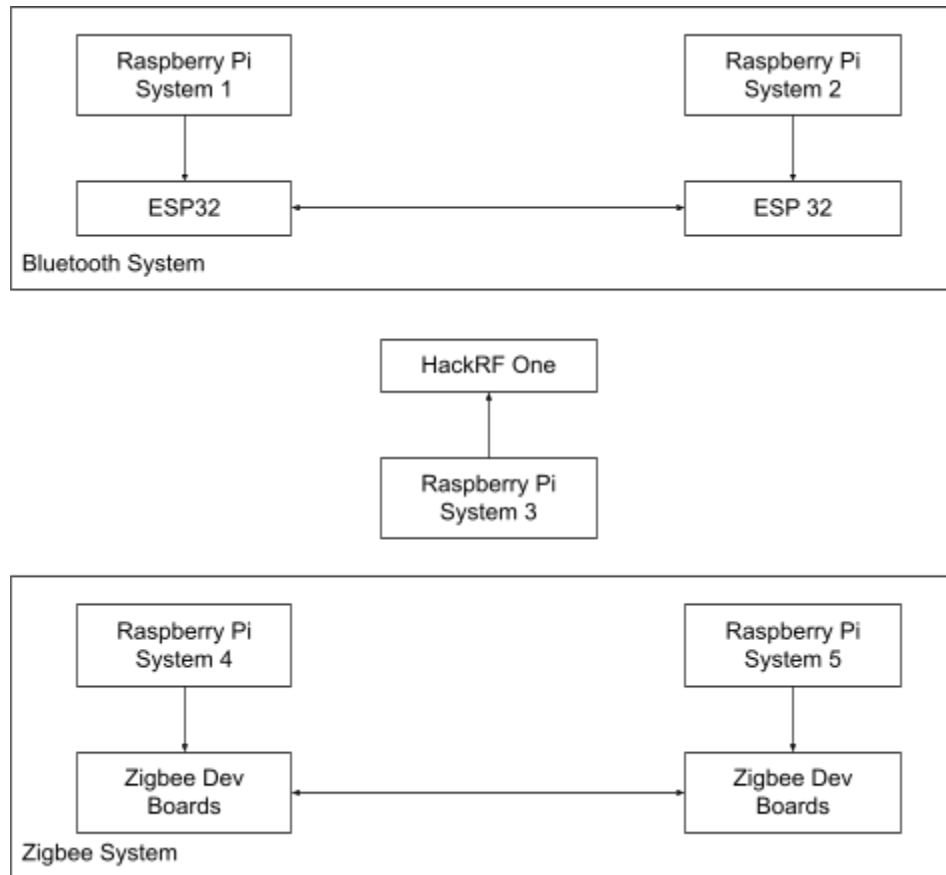 Raspberry Pi
System 1
Raspberry Pi
System 2
ESP32
ESP 32
Bluetooth System
HackRF One
Raspberry Pi
System 3
Raspberry Pi
System 4
Raspberry Pi
System 5
Zigbee Dev
Boards
Zigbee Dev
Boards
Zigbee System